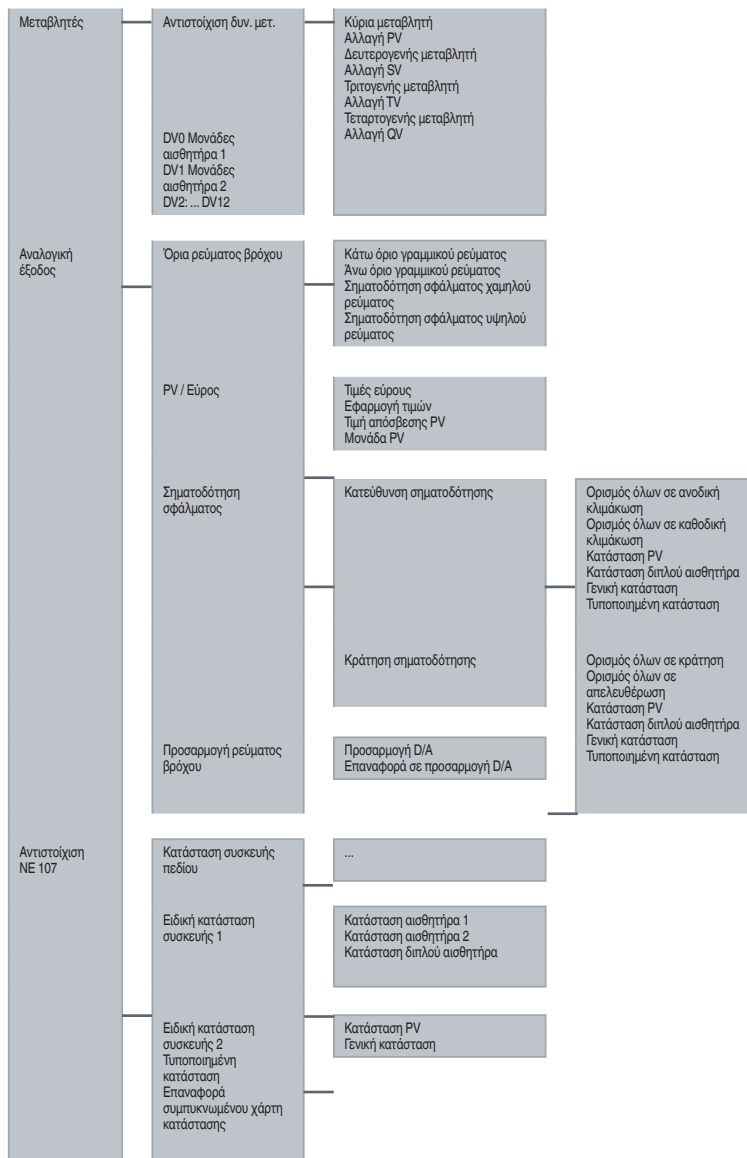 Μεταβλητές
Αντιστοίχιση δυν. μετ.
Κύρια μεταβλητή
Αλλαγή PV
Δευτερογενής μεταβλητή
Αλλαγή SV
Τριτογενής μεταβλητή
Αλλαγή TV
Τεταρτογενής μεταβλητή
Αλλαγή QV
DV0 Μονάδες
αισθητήρα 1
DV1 Μονάδες
αισθητήρα 2
DV2: ... DV12
Αναλογική
έξοδος
Όρια ρεύματος βρόχου
Κάτω όριο γραμμικού ρεύματος
Άνω όριο γραμμικού ρεύματος
Σηματοδότηση σφάλματος χαμηλού
ρεύματος
Σηματοδότηση σφάλματος υψηλού
ρεύματος
PV / Εύρος
Τιμές εύρους
Εφαρμογή τιμών
Τιμή απόσβεσης PV
Μονάδα PV
Σηματοδότηση
σφάλματος
Κατεύθυνση σηματοδότησης
Ορισμός όλων σε ανοδική
κλιμάκωση
Ορισμός όλων σε καθοδική
κλιμάκωση
Κατάσταση PV
Κατάσταση διπλού αισθητήρα
Γενική κατάσταση
Τυποποιημένη κατάσταση
Κράτηση σηματοδότησης
Ορισμός όλων σε κράτηση
Ορισμός όλων σε
απελευθέρωση
Κατάσταση PV
Κατάσταση διπλού αισθητήρα
Γενική κατάσταση
Τυποποιημένη κατάσταση
Προσαρμογή ρεύματος
βρόχου
Προσαρμογή D/A
Επαναφορά σε προσαρμογή D/A
Αντιστοίχιση
NE 107
Κατάσταση συσκευής
πεδίου
...
Ειδική κατάσταση
συσκευής 1
Κατάσταση αισθητήρα 1
Κατάσταση αισθητήρα 2
Κατάσταση διπλού αισθητήρα
Ειδική κατάσταση
συσκευής 2
Τυποποιημένη
κατάσταση
Επαναφορά
συμπυκνωμένου χάρτη
κατάστασης
Κατάσταση PV
Γενική κατάσταση